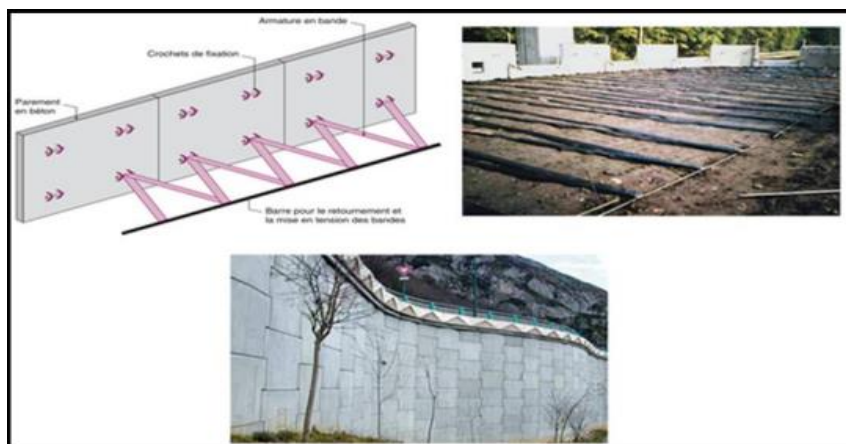 Armature en bande
Crochets de fixation
Parement
en béton
Barre pour le retournement et
la mise en tension des bandes